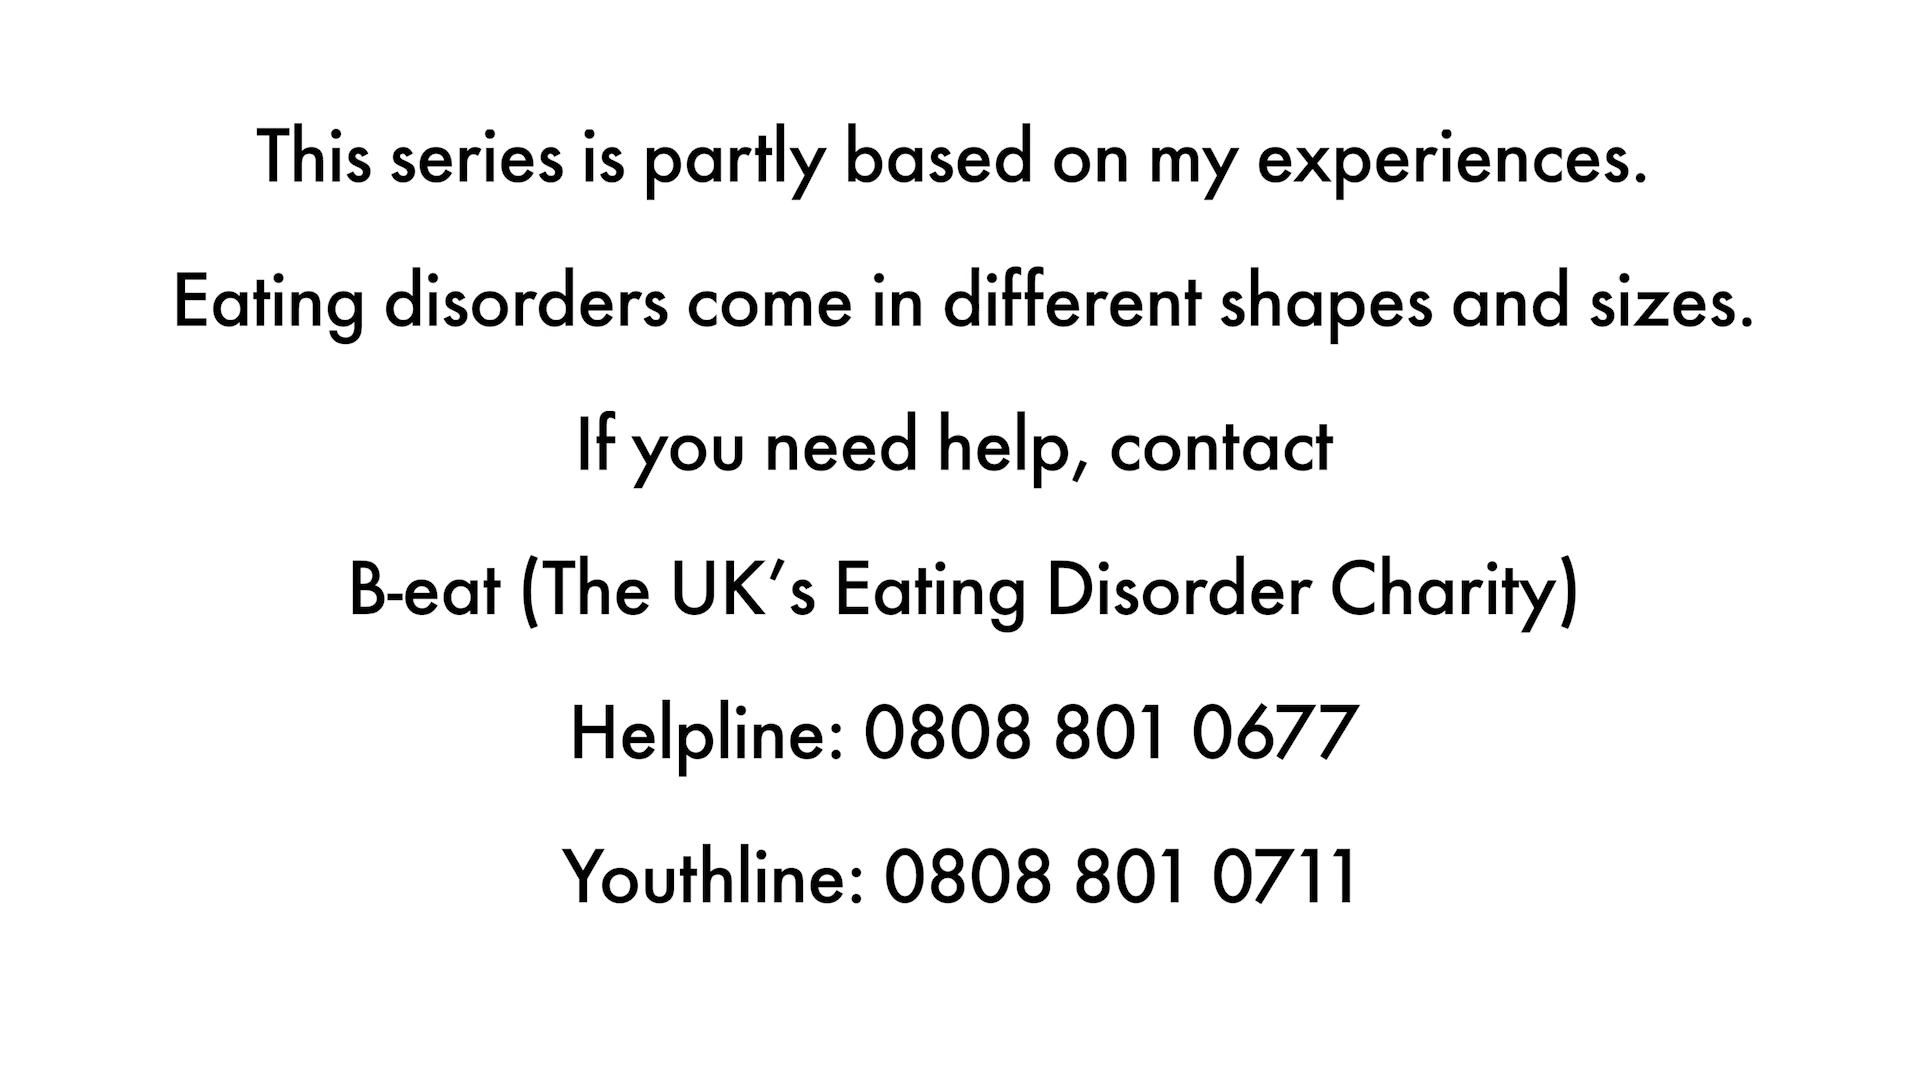 This series is partly based on my experiences.
Eating disorders come in different shapes and sizes.
If you need help, contact
B-eat (The UK’s Eating Disorder Charity)
Helpline: 0808 801 0677
Youthline: 0808 801 0711